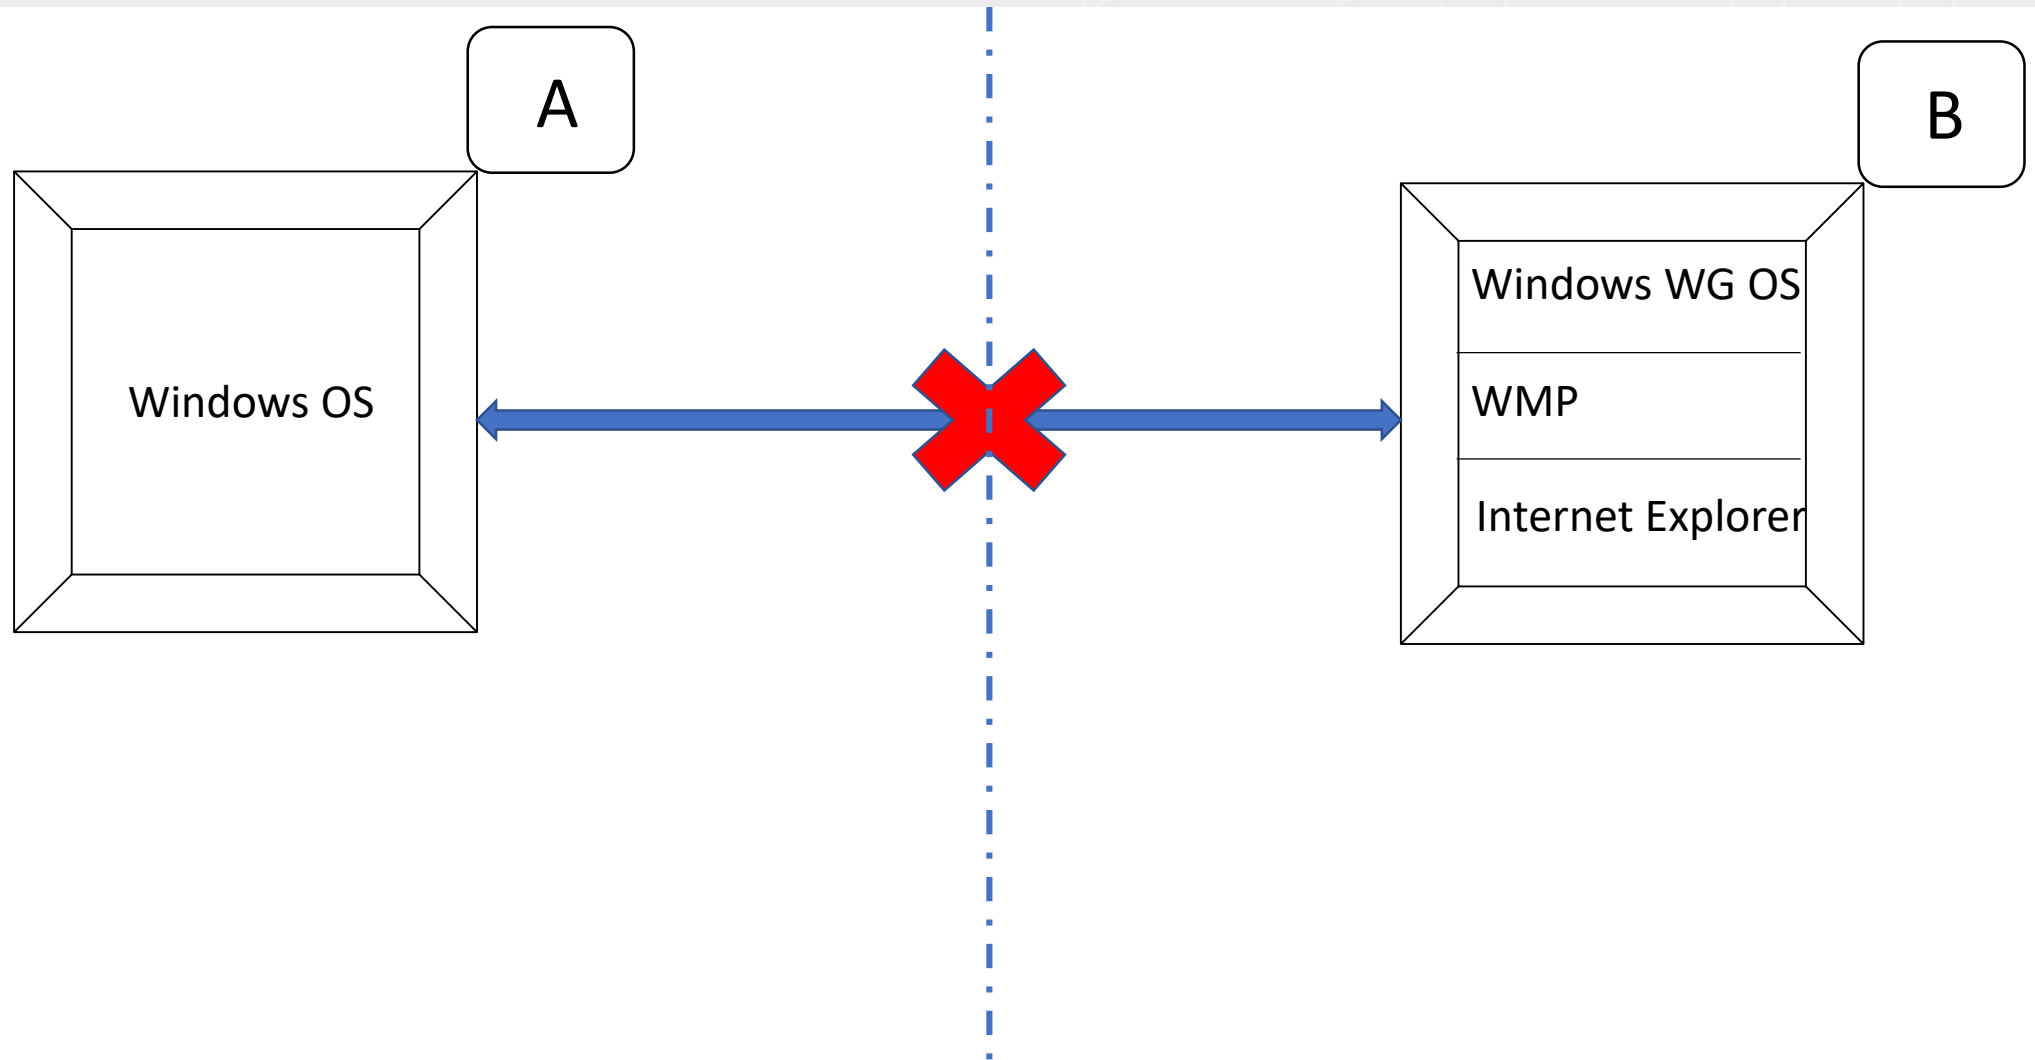 A
B
Windows OS
Windows WG OS
WMP
Internet Explorer